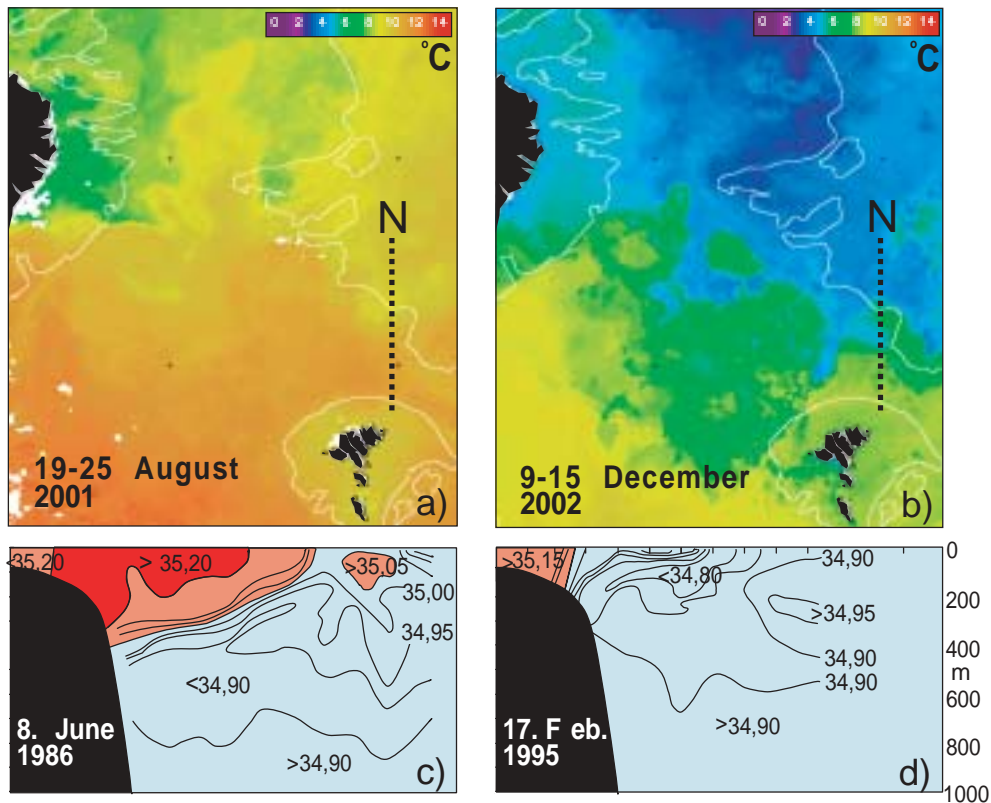 0 2 4 6 8 10 12 14
°C
N
19-25 August
2001
a)
0 2 4 6 8 10 12 14
°C
N
9-15 December
2002
b)
<35,20
> 35,20
>35,05
35,00
34,95
<34,90
>34,90
8. June
1986
c)
>35,15
<34,80
34,90
>34,95
34,90
34,90
>34,90
17. F eb.
1995
d)
0
200
400
m
600
800
1000